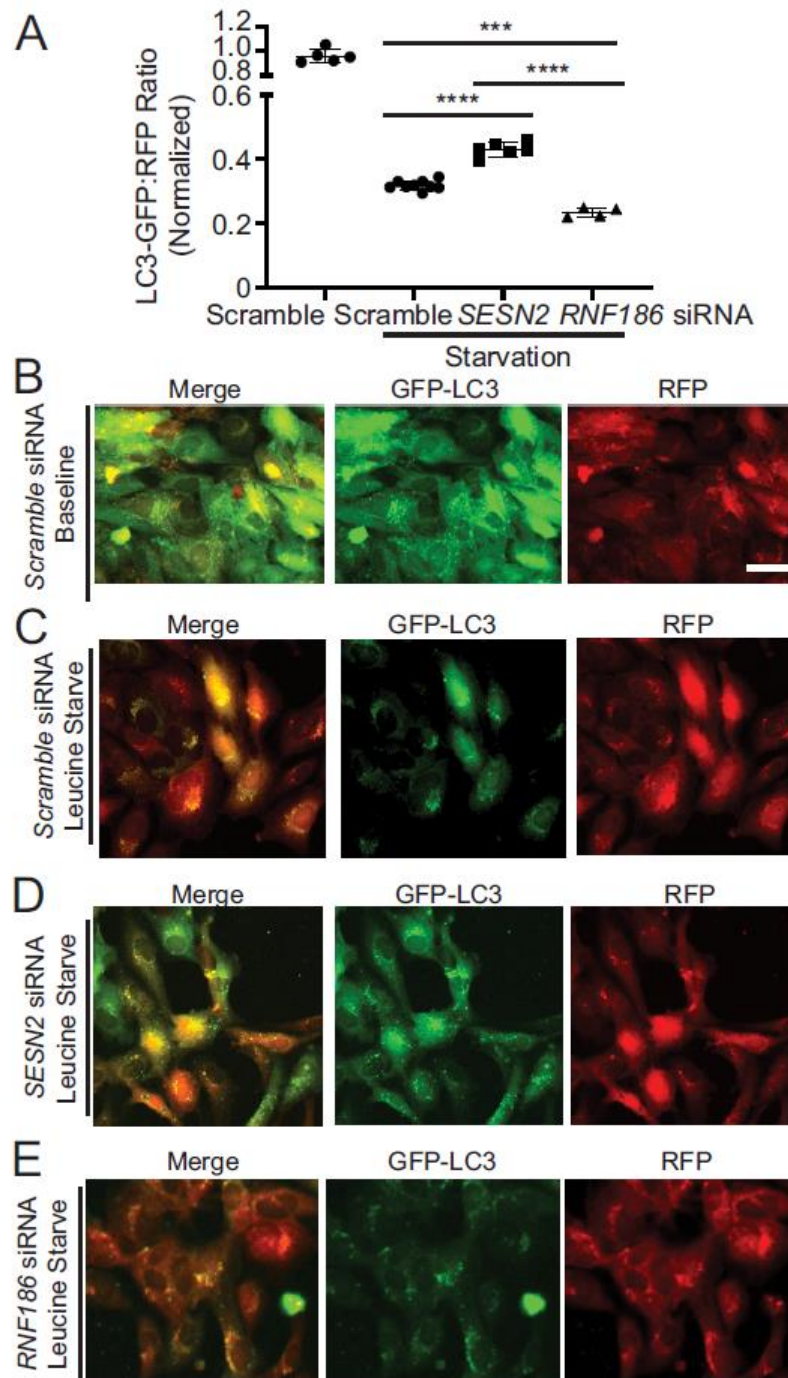 A
LC3-GFP:RFP Ratio
(Normalized)
1.2
1.0
0.8
0.6
0.4
0.2
0
***
****
****
Scramble Scramble SESN2 RNF186 siRNA
Starvation
B
Merge GFP-LC3 RFP
Scramble siRNA
Baseline
C
Merge GFP-LC3 RFP
Scramble siRNA
Leucine Starve
D
Merge GFP-LC3 RFP
SESN2 siRNA
Leucine Starve
E
Merge GFP-LC3 RFP
RNF186 siRNA
Leucine Starve